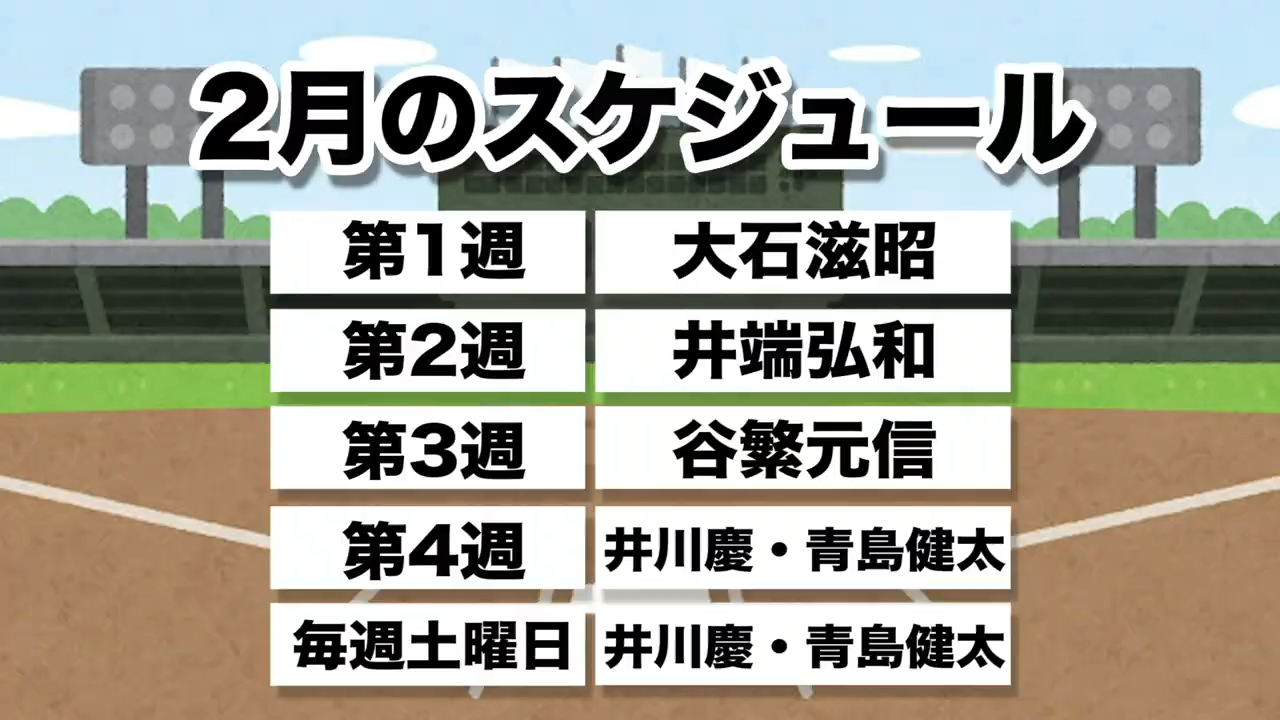 2月のスケジュール
第1週 大石滋昭
第2週 井端弘和
第3週 谷繁元信
第4週 井川慶・青島健太
毎週土曜日 井川慶・青島健太